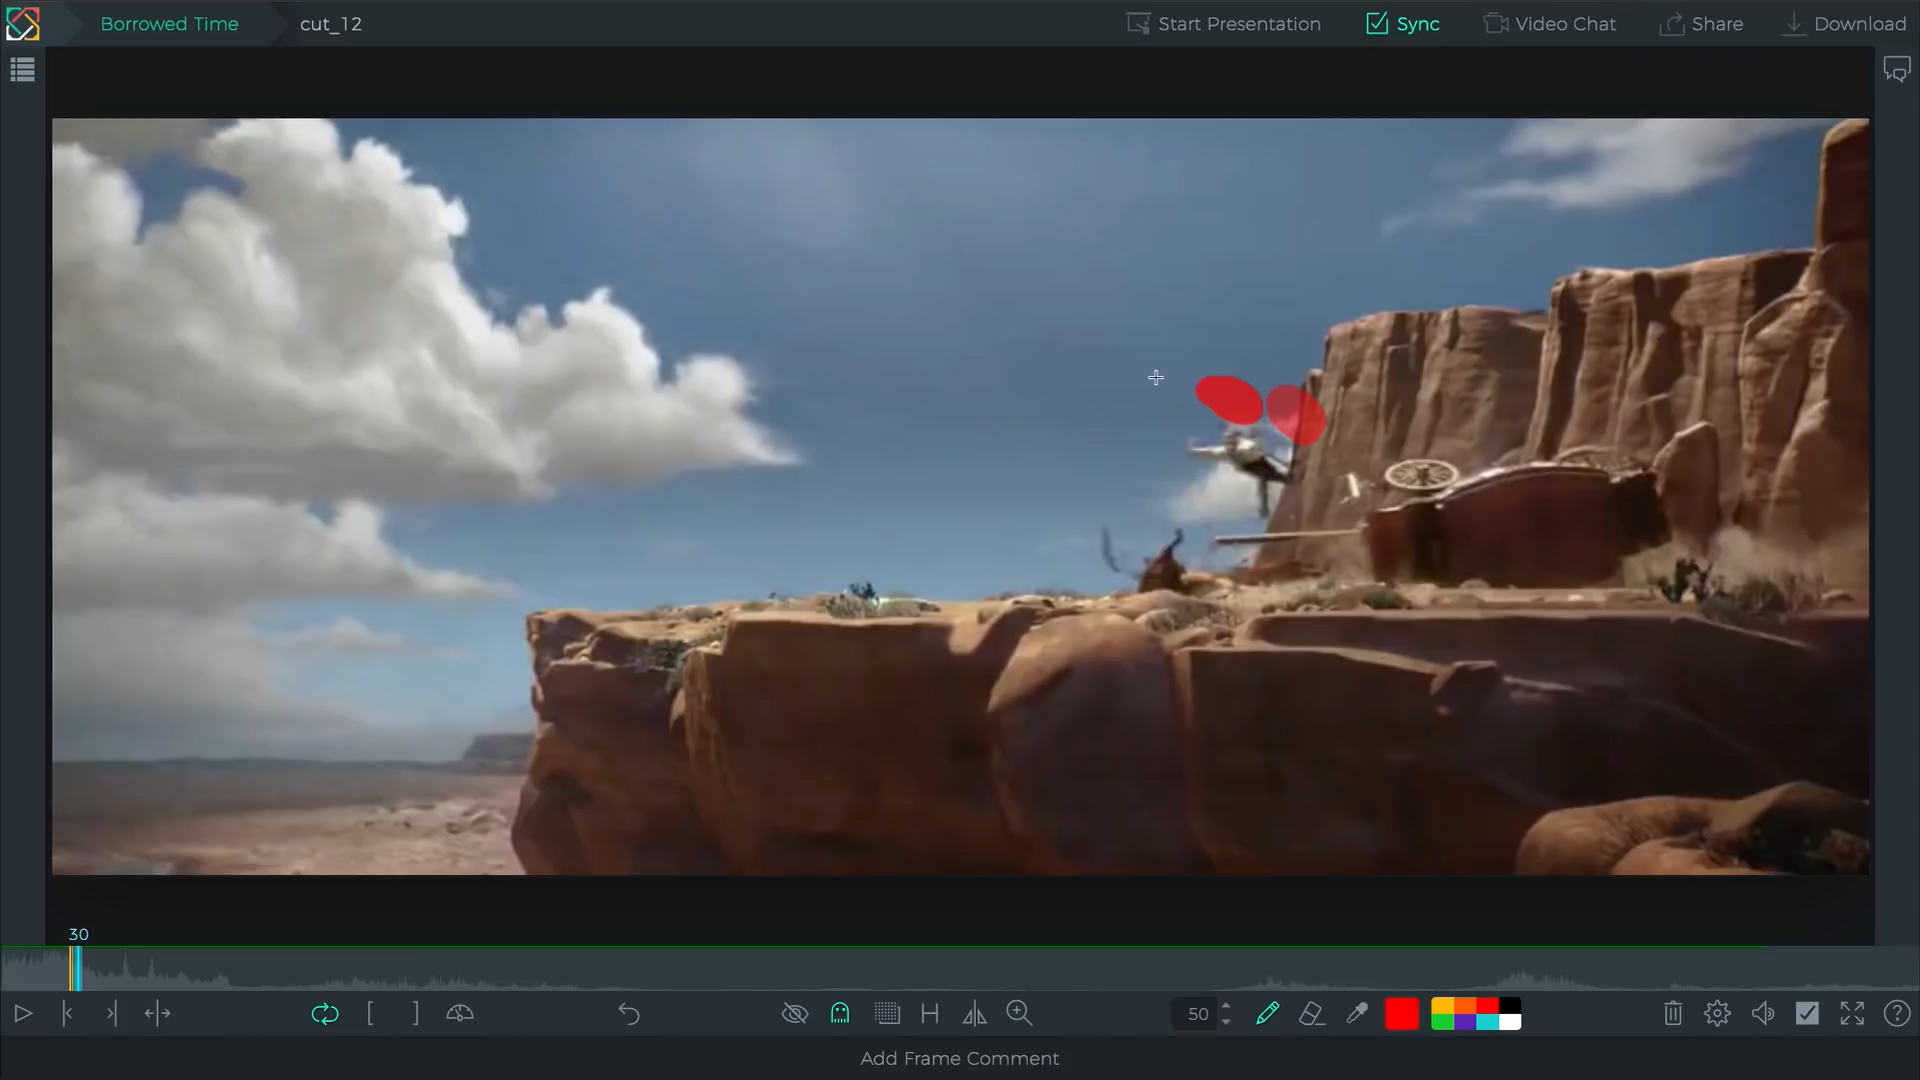 Borrowed Time
cut_12
Start Presentation
Sync
Video Chat
Share
Download
30
50
Add Frame Comment